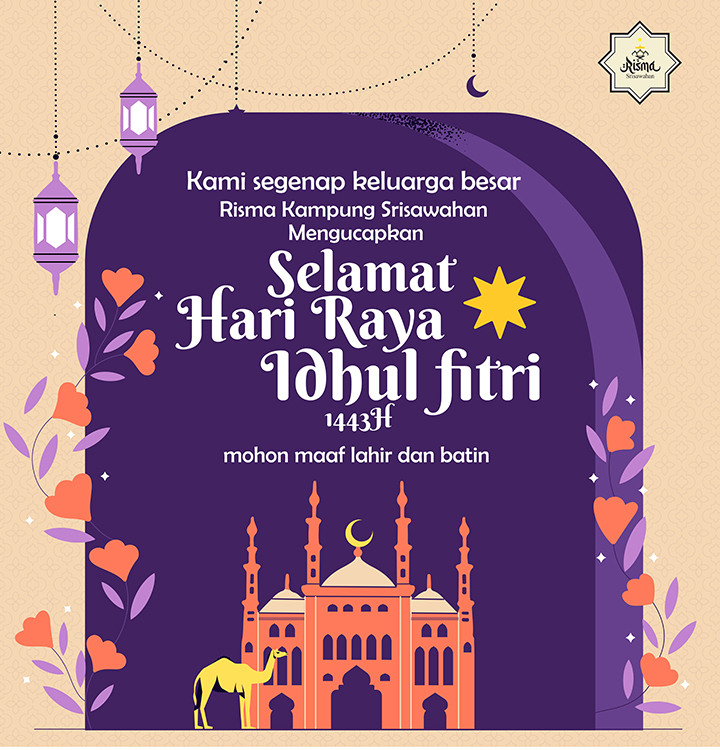 Risma
Srisawahan
Kami segenap keluarga besar
Risma Kampung Srisawahan
Mengucapkan
Selamat
Hari Raya
Idhul fitri
1443H
mohon maaf lahir dan batin